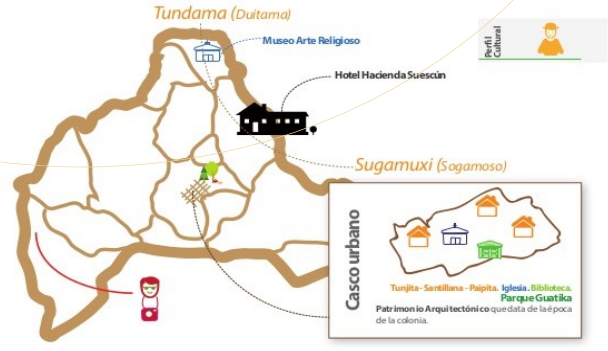 Tundama (Duitama)
Museo Arte Religioso
Perfil
Cultural
Hotel Hacienda Suescún
Sugamuxi (Sogamoso)
Casco urbano
Tunjita- Santillana - Paipita. Iglesia. Biblioteca.
Parque Guatika
Patrimonio Arquitectónico que data de la época
de la colonia.